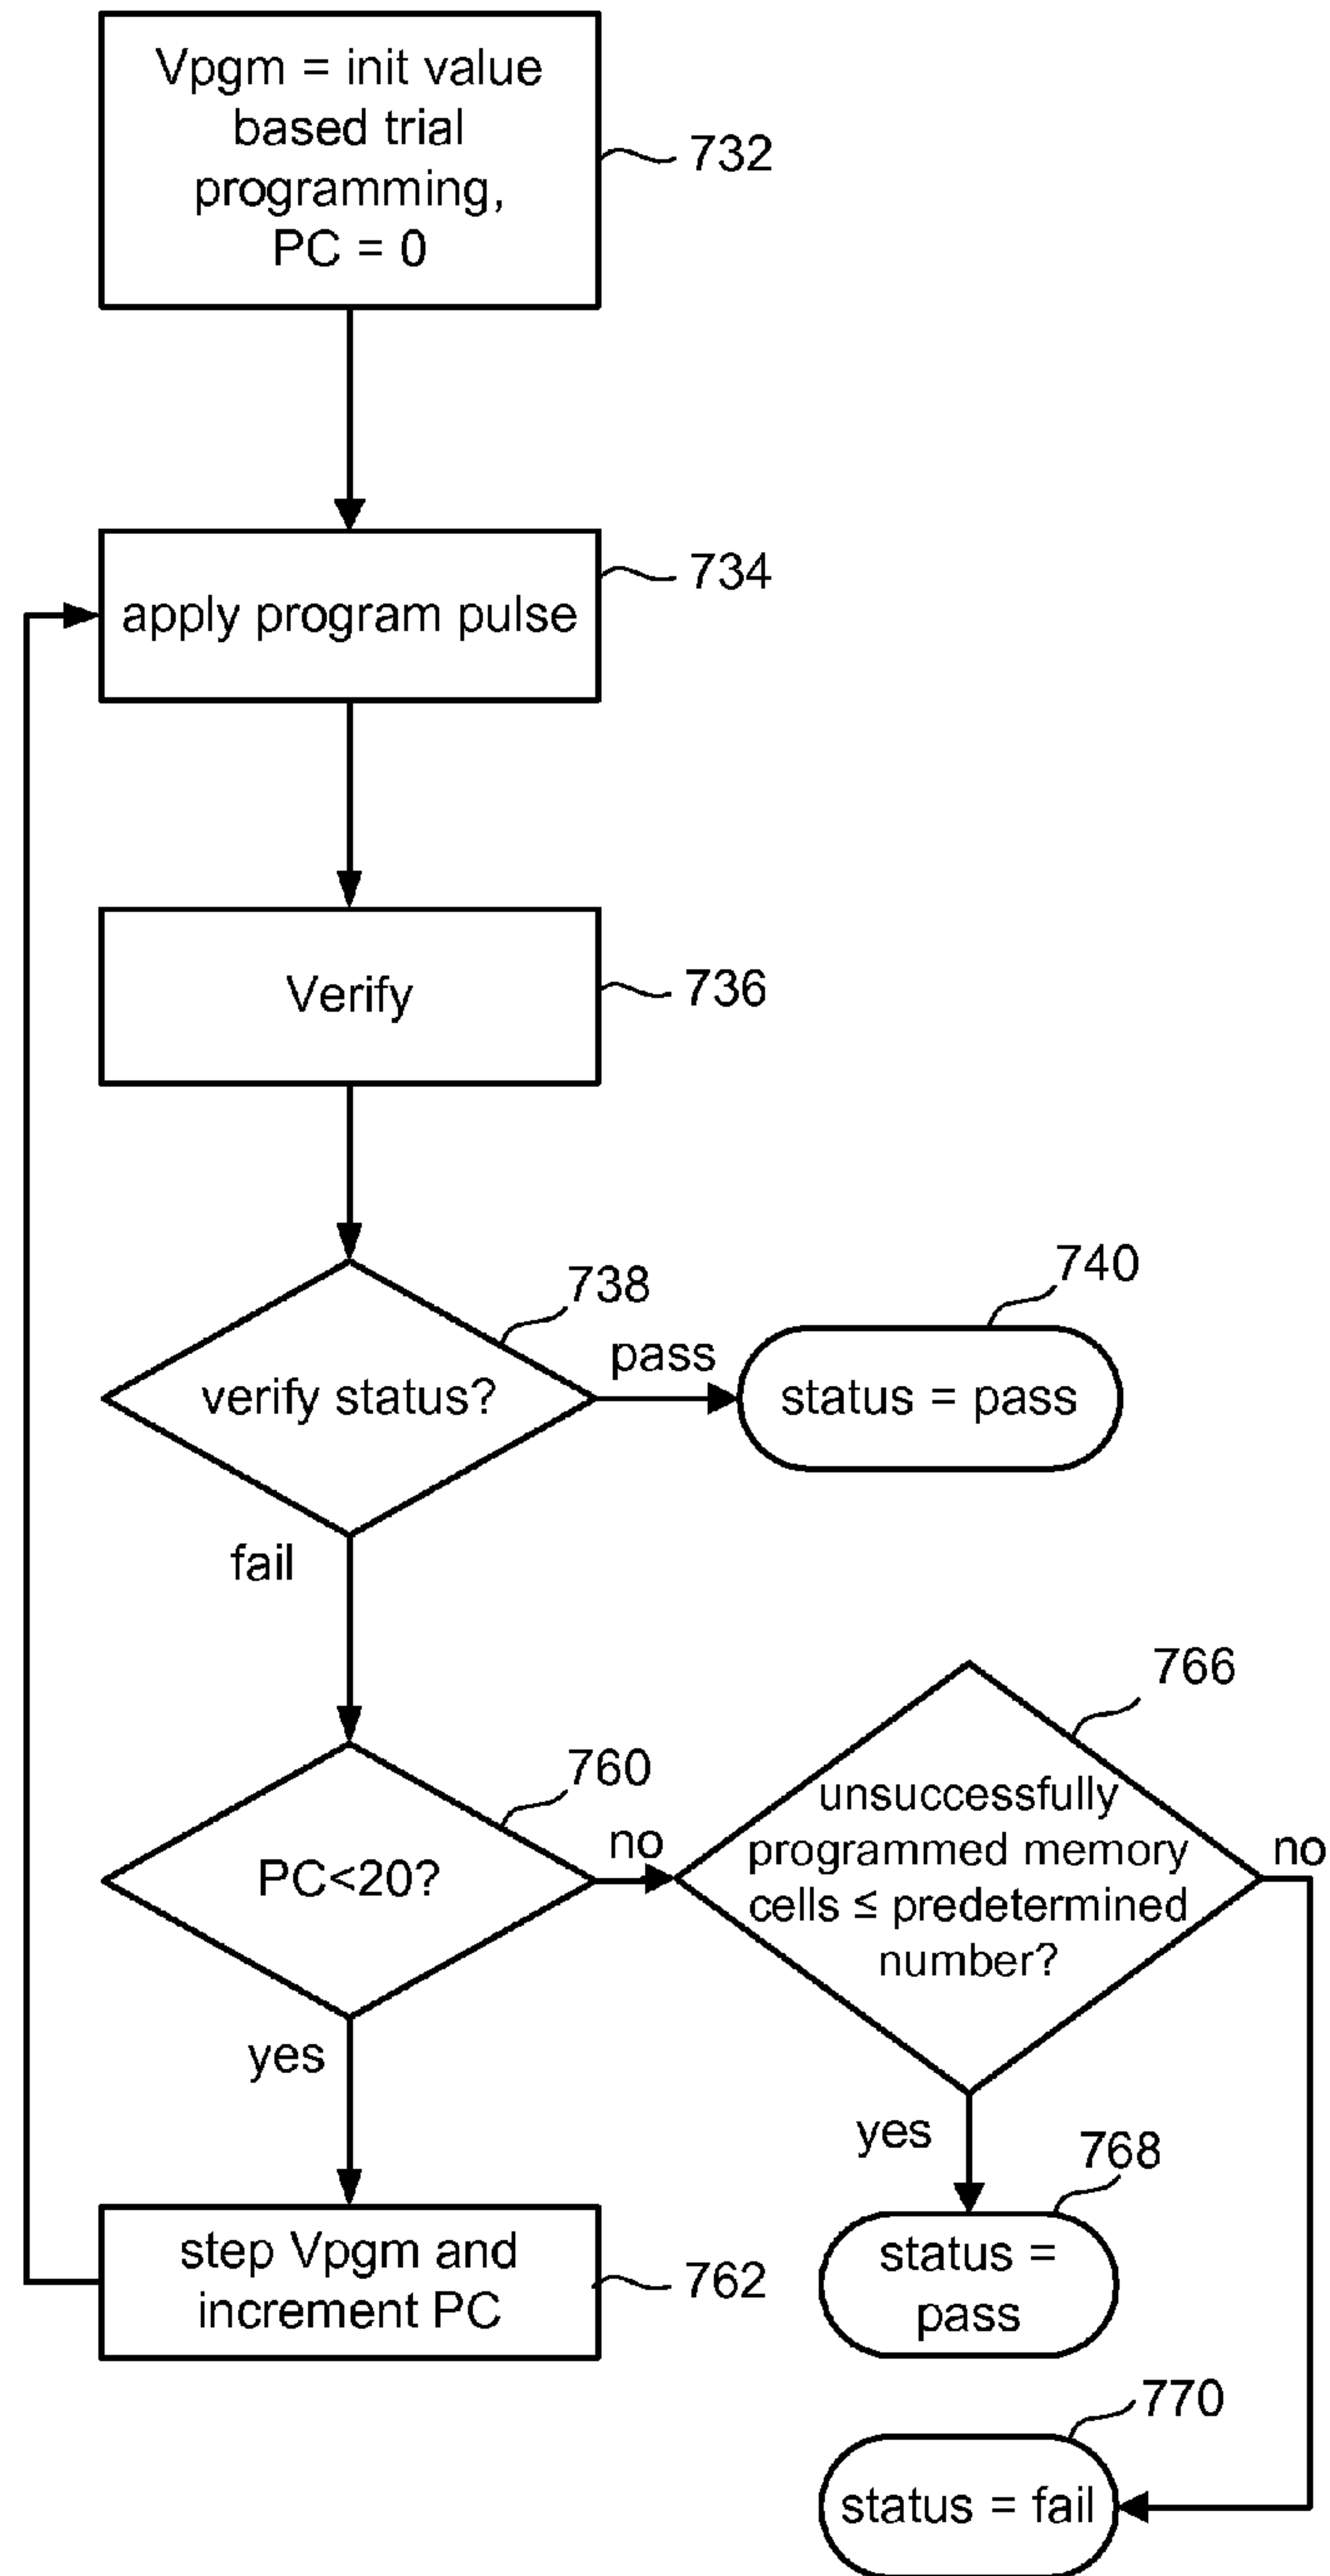 Vpgm = init value
based trial
programming,
PC = 0
732
apply program pulse
734
Verify
736
verify status?
738
pass
status = pass
740
fail
PC<20?
760
no
unsuccessfully
programmed memory
cells ≤ predetermined
number?
766
no
yes
yes
step Vpgm and
increment PC
762
status =
pass
768
status = fail
770